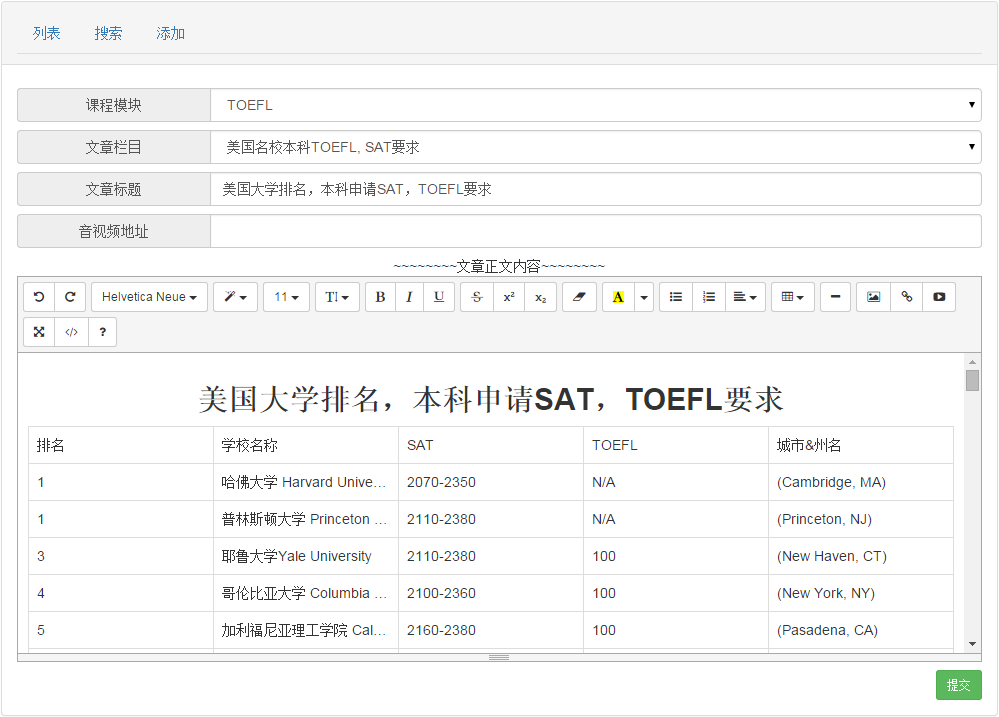 列表 搜索 添加
课程模块 TOEFL
文章栏目 美国名校本科TOEFL, SAT要求
文章标题 美国大学排名，本科申请SAT，TOEFL要求
音视频地址
~~~~~~~~文章正文内容~~~~~~~~
Helvetica Neue 11 TI B I U S x² x₂ A
</> ?
美国大学排名，本科申请SAT，TOEFL要求
排名 学校名称 SAT TOEFL 城市&州名
1 哈佛大学 Harvard Unive... 2070-2350 N/A (Cambridge, MA)
1 普林斯顿大学 Princeton ... 2110-2380 N/A (Princeton, NJ)
3 耶鲁大学Yale University 2110-2380 100 (New Haven, CT)
4 哥伦比亚大学 Columbia ... 2100-2360 100 (New York, NY)
5 加利福尼亚理工学院 Cal... 2160-2380 100 (Pasadena, CA)
提交